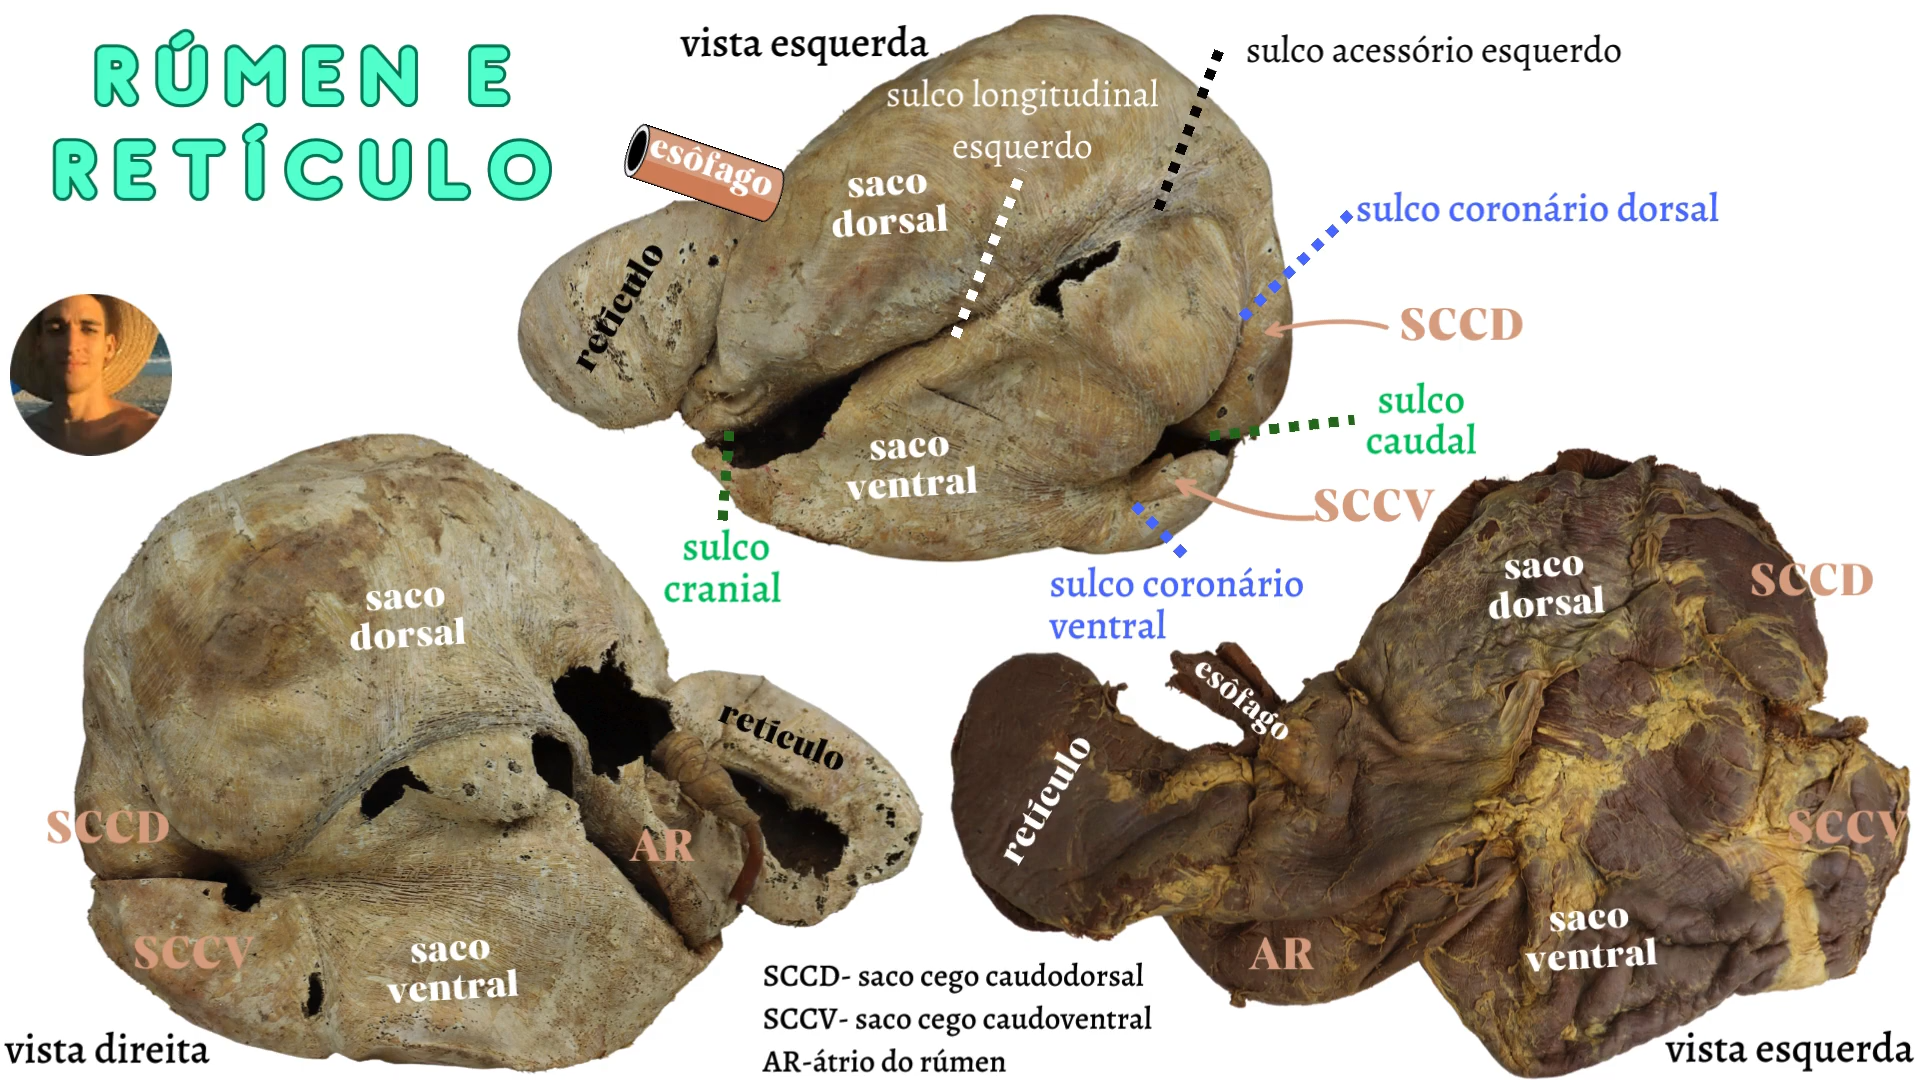 RÚMEN E
RETÍCULO
vista esquerda
sulco acessório esquerdo
sulco longitudinal
esquerdo
esôfago
saco
dorsal
retículo
sulco coronário dorsal
SCCD
sulco
caudal
saco
ventral
SCCV
sulco
cranial
sulco coronário
ventral
saco
dorsal
retículo
SCCD
AR
SCCV
saco
ventral
vista direita
saco
dorsal
SCCD
esôfago
retículo
SCCV
saco
ventral
AR
vista esquerda
SCCD- saco cego caudodorsal
SCCV- saco cego caudoventral
AR-átrio do rúmen